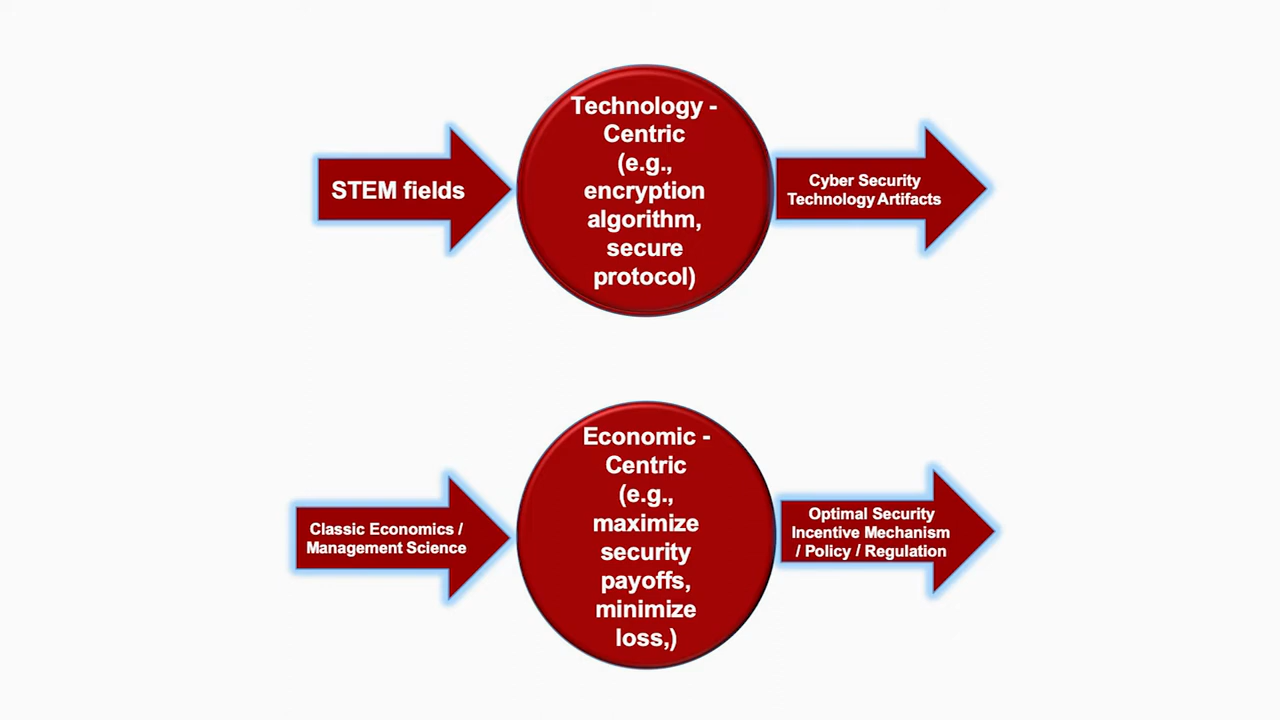 STEM fields
Technology -
Centric
(e.g.,
encryption
algorithm,
secure
protocol)
Cyber Security
Technology Artifacts
Classic Economics /
Management Science
Economic -
Centric
(e.g.,
maximize
security
payoffs,
minimize
loss,)
Optimal Security
Incentive Mechanism
/ Policy / Regulation